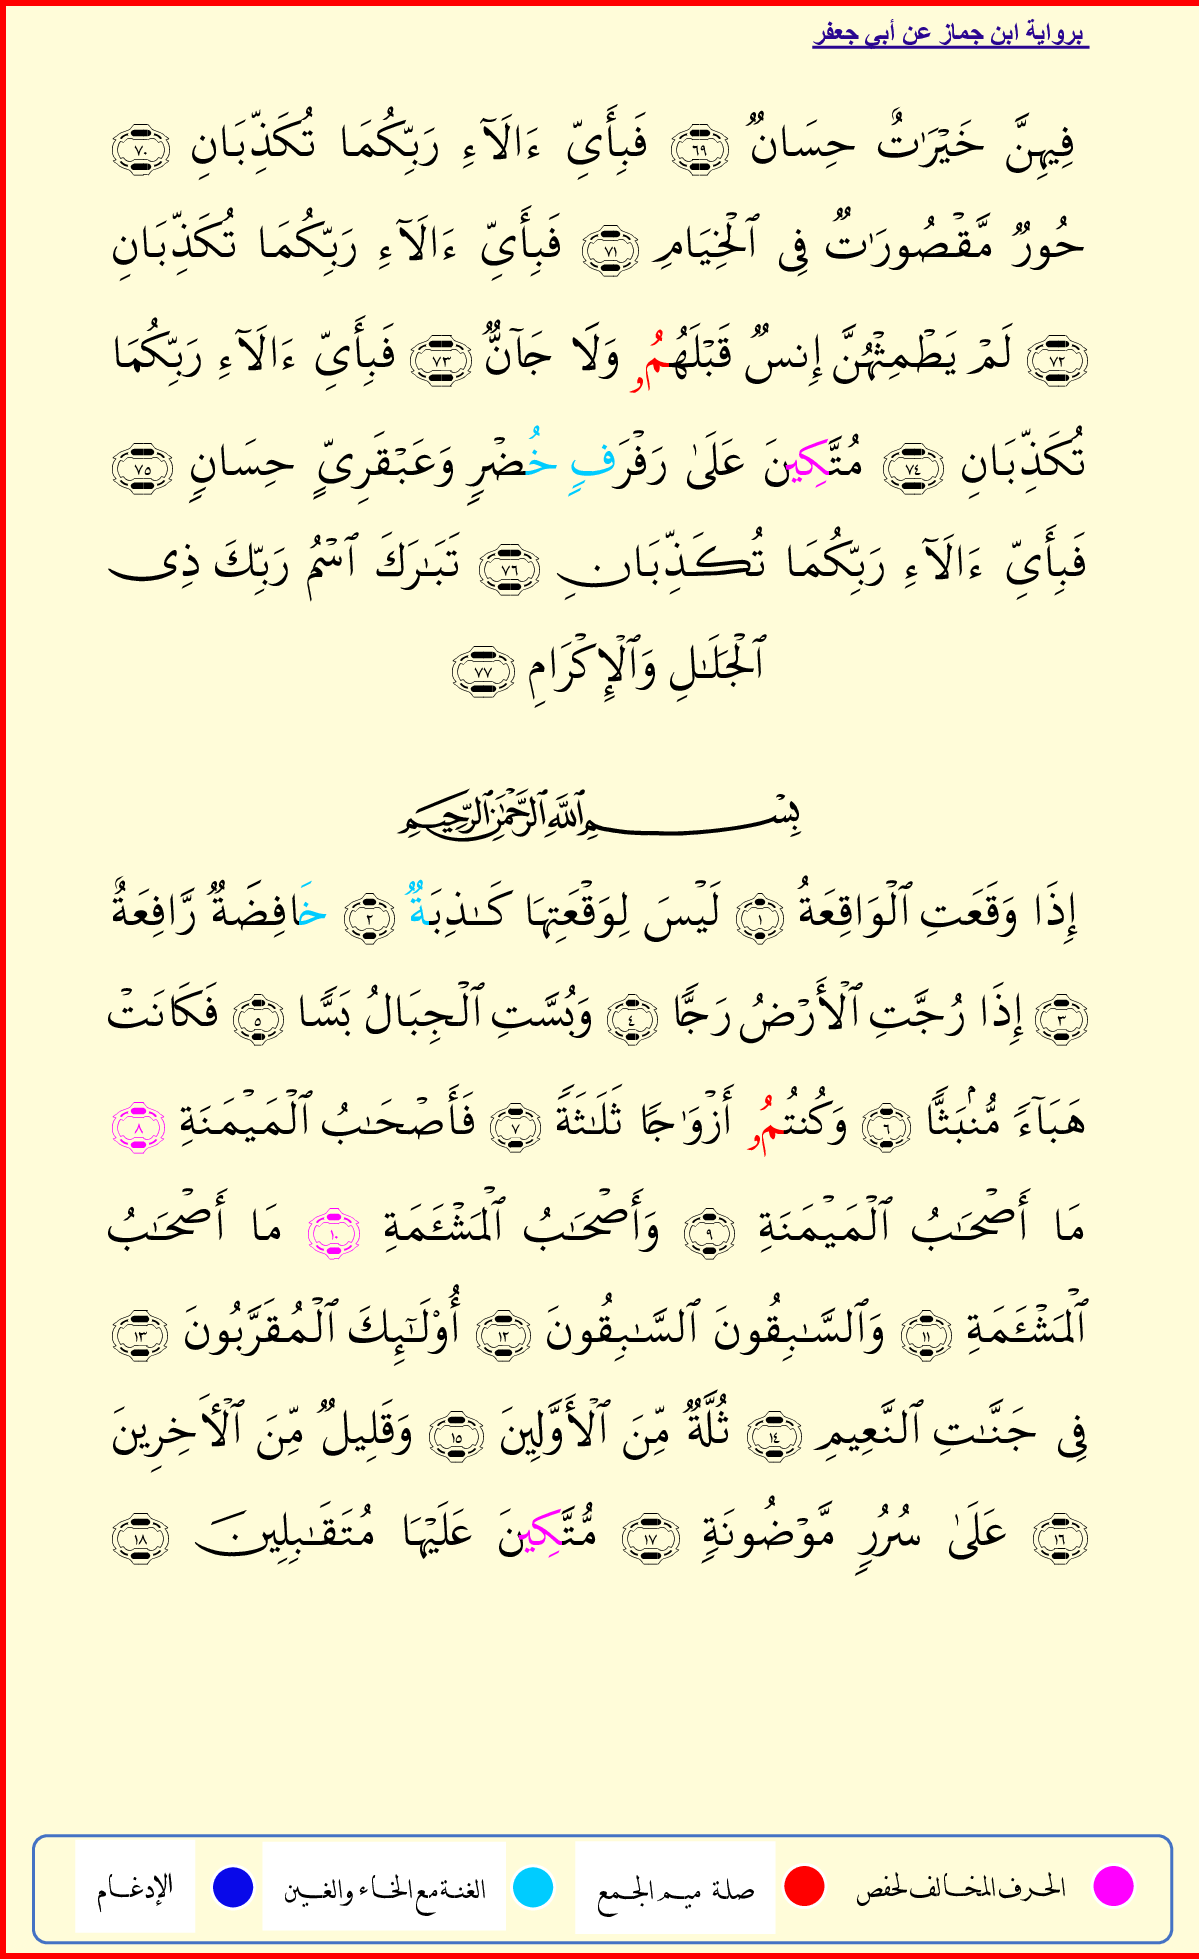 برواية ابن جماز عن أبي جعفر
فِيهِنَّ خَيْرَٰتٌ حِسَانٌ ٦٩ فَبِأَيِّ ءَالَآءِ رَبِّكُمَا تُكَذِّبَانِ ٧٠
حُورٌ مَّقْصُورَٰتٌ فِي ٱلْخِيَامِ ٧١ فَبِأَيِّ ءَالَآءِ رَبِّكُمَا تُكَذِّبَانِ
٧٢ لَمْ يَطْمِثْهُنَّ إِنسٌ قَبْلَهُمُۥ وَلَا جَآنٌّ ٧٣ فَبِأَيِّ ءَالَآءِ رَبِّكُمَا
تُكَذِّبَانِ ٧٤ مُتَّكِينَ عَلَىٰ رَفْرَفٍ خُضْرٍ وَعَبْقَرِيٍّ حِسَانٍ ٧٥
فَبِأَيِّ ءَالَآءِ رَبِّكُمَا تُكَذِّبَانِ ٧٦ تَبَـٰرَكَ ٱسْمُ رَبِّكَ ذِي
ٱلْجَلَـٰلِ وَٱلْإِكْرَامِ ٧٧
بِسْمِ ٱللَّهِ ٱلرَّحْمَـٰنِ ٱلرَّحِيمِ
إِذَا وَقَعَتِ ٱلْوَاقِعَةُ ١ لَيْسَ لِوَقْعَتِهَا كَـٰذِبَةٌ ٢ خَافِضَةٌ رَّافِعَةٌ
٣ إِذَا رُجَّتِ ٱلْأَرْضُ رَجًّا ٤ وَبُسَّتِ ٱلْجِبَالُ بَسًّا ٥ فَكَانَتْ
هَبَآءً مُّنۢبَثًّا ٦ وَكُنتُمُۥ أَزْوَٰجًا ثَلَـٰثَةً ٧ فَأَصْحَـٰبُ ٱلْمَيْمَنَةِ ٨
مَا أَصْحَـٰبُ ٱلْمَيْمَنَةِ ٩ وَأَصْحَـٰبُ ٱلْمَشْـَٔمَةِ ١٠ مَا أَصْحَـٰبُ
ٱلْمَشْـَٔمَةِ ١١ وَٱلسَّـٰبِقُونَ ٱلسَّـٰبِقُونَ ١٢ أُوْلَـٰٓئِكَ ٱلْمُقَرَّبُونَ ١٣
فِي جَنَّـٰتِ ٱلنَّعِيمِ ١٤ ثُلَّةٌ مِّنَ ٱلْأَوَّلِينَ ١٥ وَقَلِيلٌ مِّنَ ٱلْأَخِرِينَ
١٦ عَلَىٰ سُرُرٍ مَّوْضُونَةٍ ١٧ مُّتَّكِينَ عَلَيْهَا مُتَقَـٰبِلِينَ ١٨
الحرف المخالف لحفص صلة ميم الجمع الغنة مع الخاء والغين الإدغام